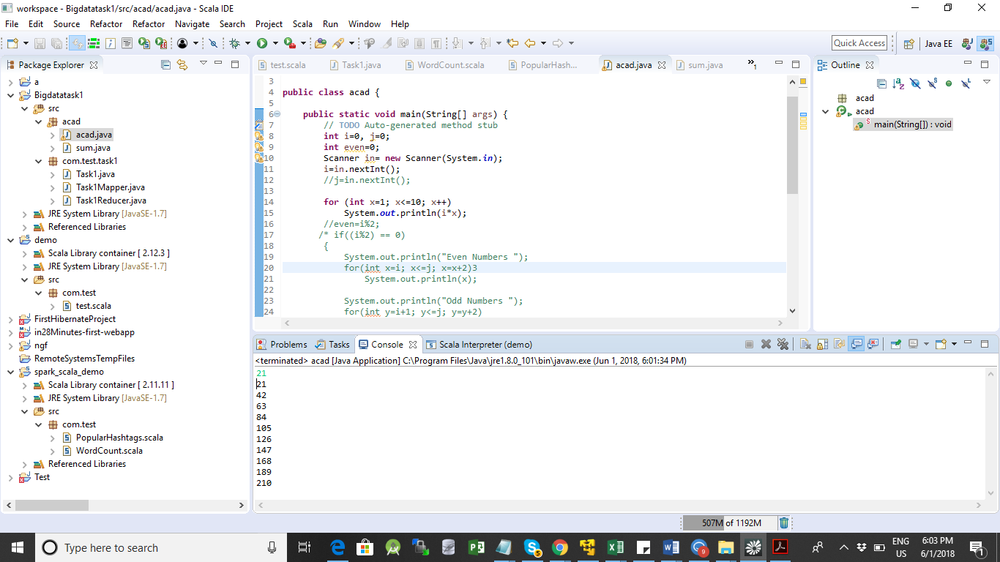 workspace - Bigdatatask1/src/acad/acad.java - Scala IDE
File Edit Source Refactor Refactor Navigate Search Project Scala Run Window Help
Quick Access
Java EE
Package Explorer
a
Bigdatatask1
src
acad
acad.java
sum.java
com.test.task1
Task1.java
Task1Mapper.java
Task1Reducer.java
JRE System Library [JavaSE-1.7]
Referenced Libraries
demo
Scala Library container [ 2.12.3 ]
JRE System Library [JavaSE-1.7]
src
com.test
test.scala
FirstHibernateProject
in28Minutes-first-webapp
ngf
RemoteSystemsTempFiles
spark_scala_demo
Scala Library container [ 2.11.11 ]
JRE System Library [JavaSE-1.7]
src
com.test
PopularHashtags.scala
WordCount.scala
Referenced Libraries
Test
test.scala Task1.java WordCount.scala PopularHash... acad.java sum.java »1
3
4 public class acad {
5
6 public static void main(String[] args) {
7 // TODO Auto-generated method stub
8 int i=0, j=0;
9 int even=0;
10 Scanner in= new Scanner(System.in);
11 i=in.nextInt();
12 //j=in.nextInt();
13
14 for (int x=1; x<=10; x++)
15 System.out.println(i*x);
16 //even=i%2;
17 /* if((i%2) == 0)
18 {
19 System.out.println("Even Numbers ");
20 for(int x=i; x<=j; x=x+2)3
21 System.out.println(x);
22
23 System.out.println("Odd Numbers ");
24 for(int y=i+1; y<=j; y=y+2)
Outline
acad
acad
main(String[]) : void
Problems Tasks Console Scala Interpreter (demo)
<terminated> acad [Java Application] C:\Program Files\Java\jre1.8.0_101\bin\javaw.exe (Jun 1, 2018, 6:01:34 PM)
21
21
42
63
84
105
126
147
168
189
210
507M of 1192M
Type here to search
ENG
US
6:03 PM
6/1/2018